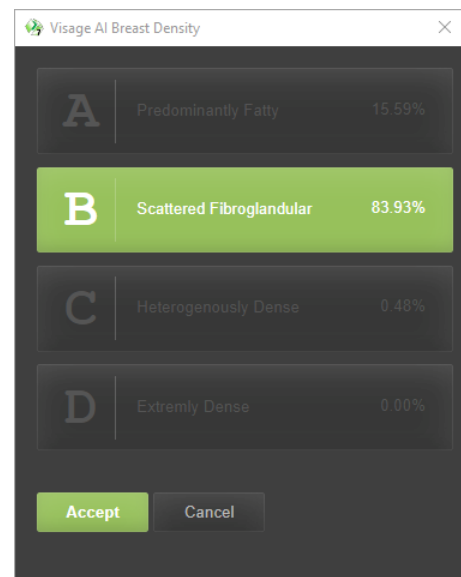 Visage AI Breast Density
A Predominantly Fatty 15.59%
B Scattered Fibroglandular 83.93%
C Heterogenously Dense 0.48%
D Extremly Dense 0.00%
Accept Cancel